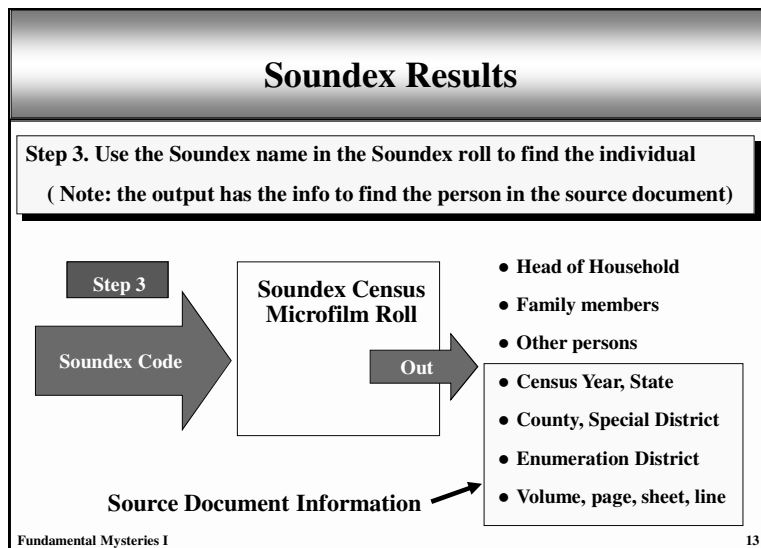 Soundex Results
Step 3. Use the Soundex name in the Soundex roll to find the individual
( Note: the output has the info to find the person in the source document)
Step 3
Soundex Code
Soundex Census
Microfilm Roll
Out
● Head of Household
● Family members
● Other persons
● Census Year, State
● County, Special District
● Enumeration District
● Volume, page, sheet, line
Source Document Information
Fundamental Mysteries I
13